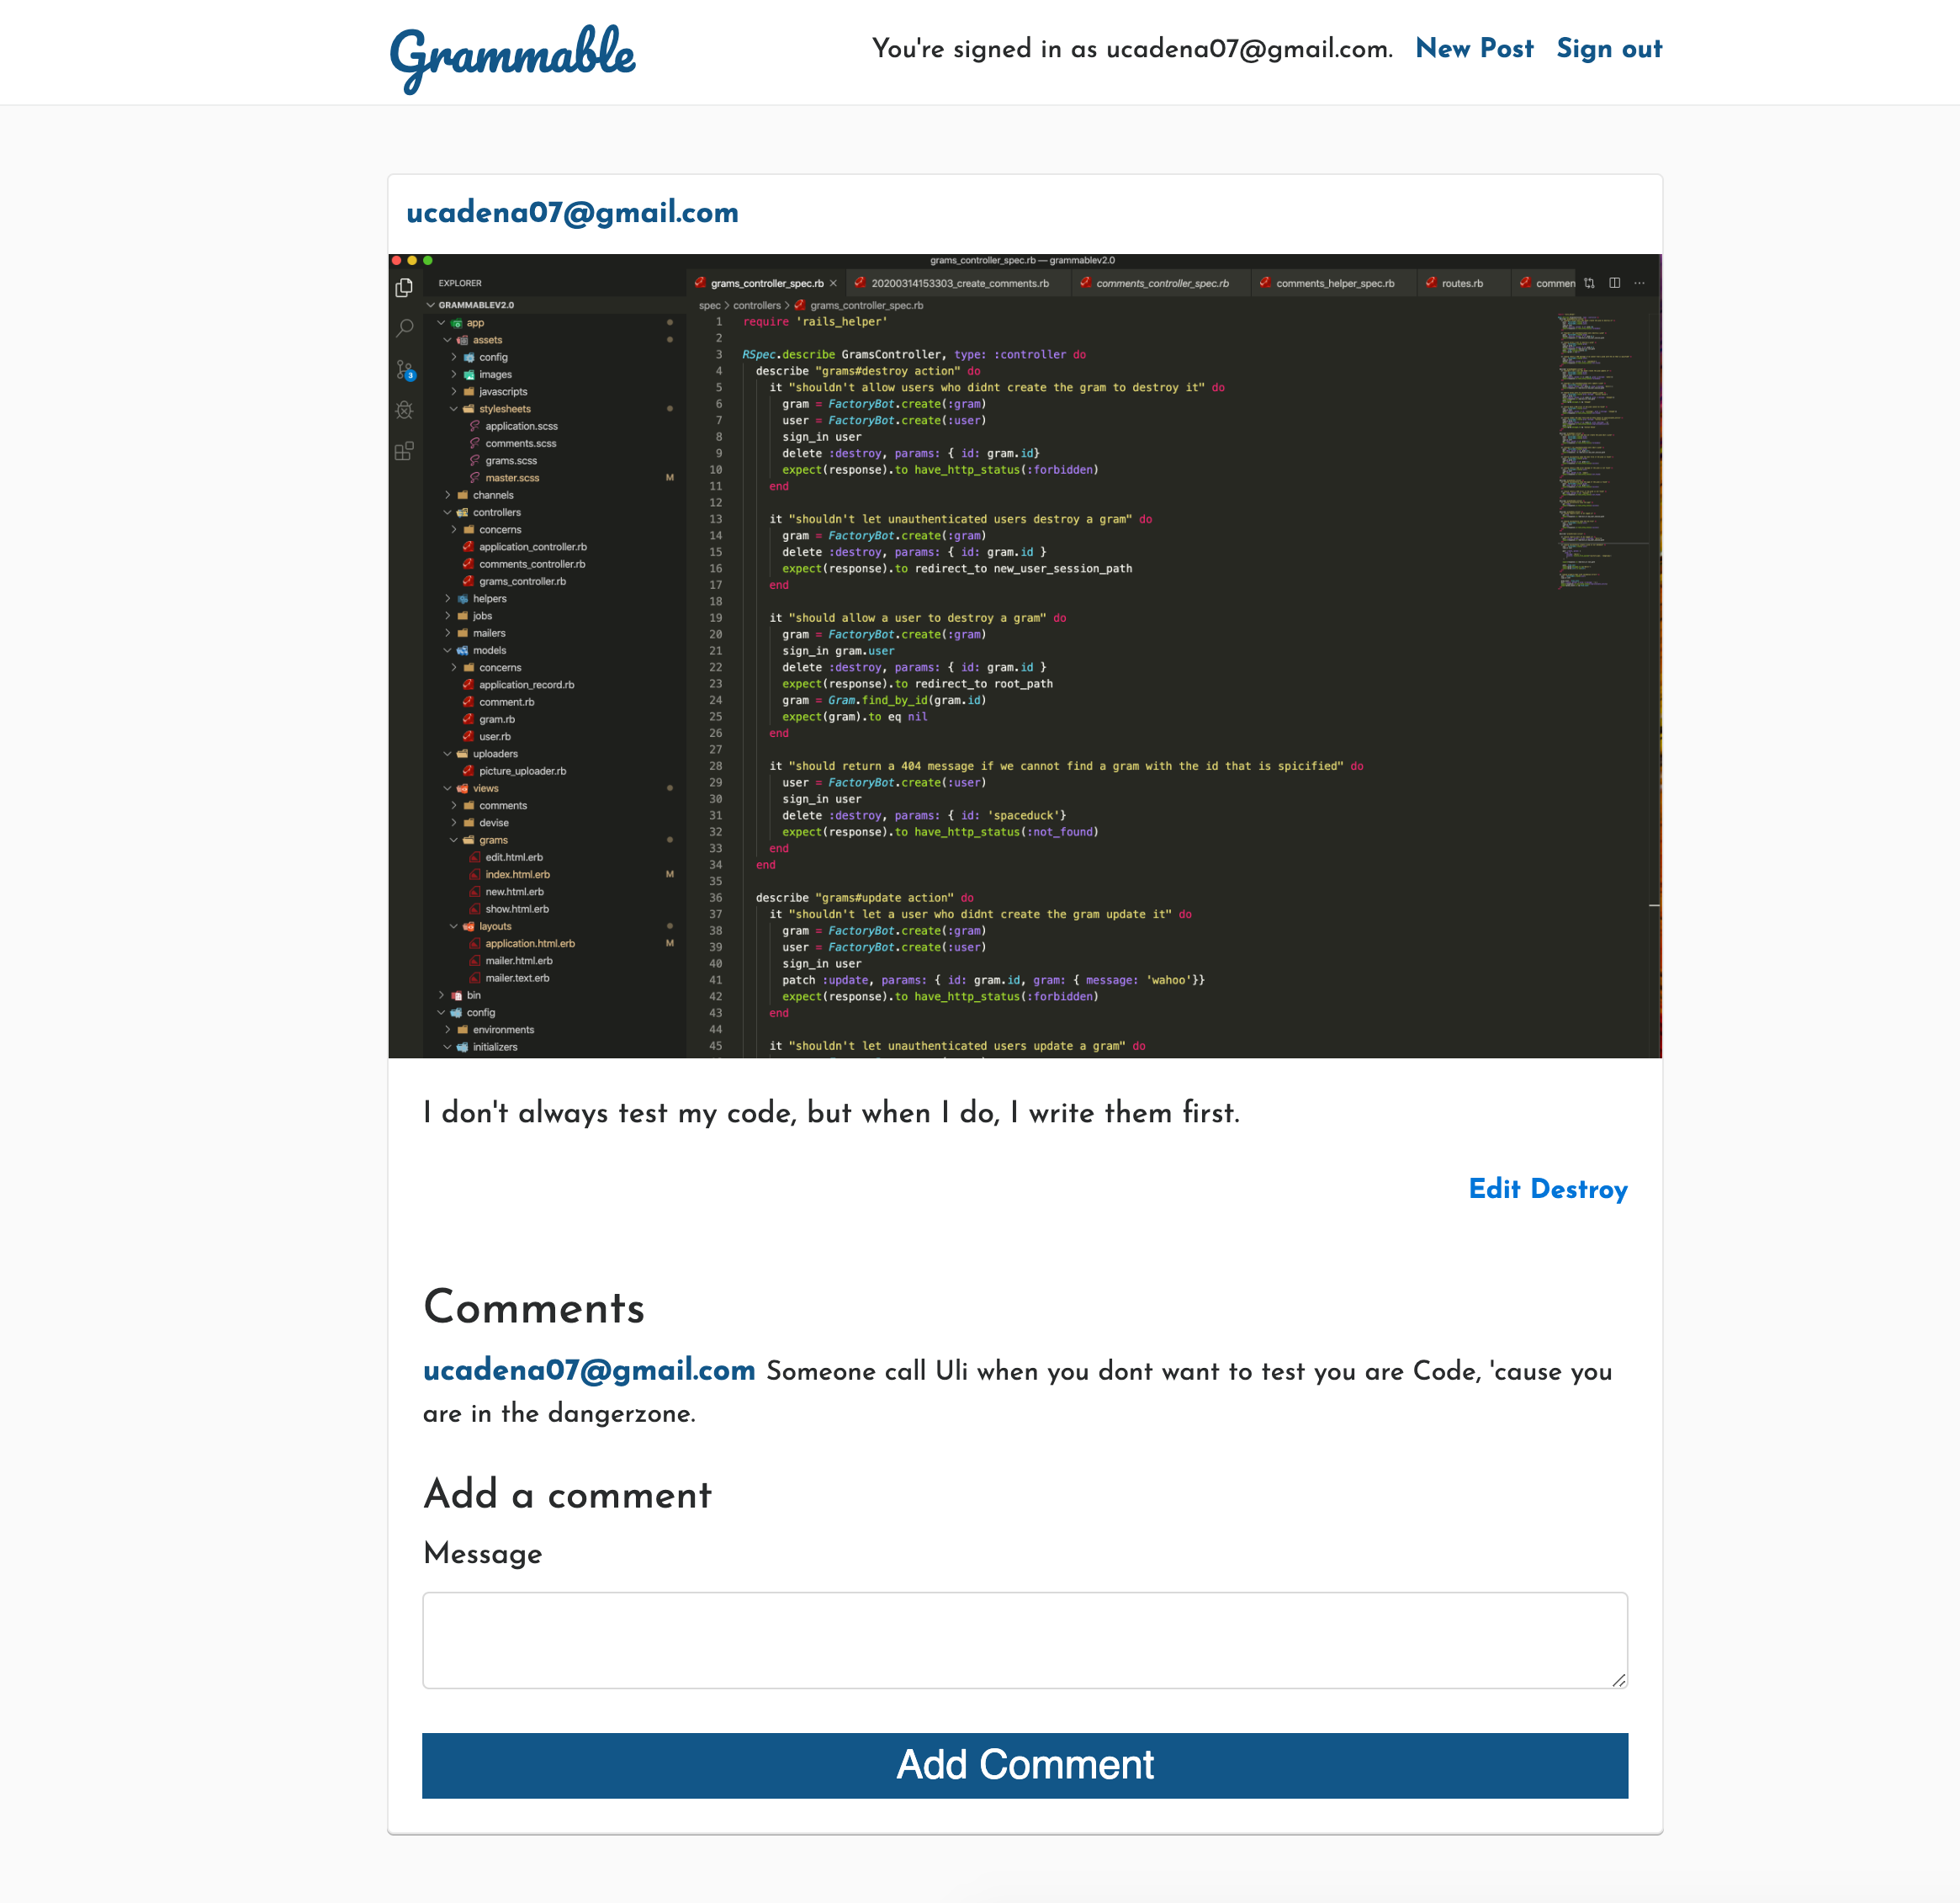 Grammable
You're signed in as ucadena07@gmail.com. New Post Sign out
ucadena07@gmail.com
grams_controller_spec.rb — grammablev2.0
EXPLORER
GRAMMABLEV2.0
app
assets
config
images
javascripts
stylesheets
application.scss
comments.scss
grams.scss
master.scss M
channels
controllers
concerns
application_controller.rb
comments_controller.rb
grams_controller.rb
helpers
jobs
mailers
models
concerns
application_record.rb
comment.rb
gram.rb
user.rb
uploaders
picture_uploader.rb
views
comments
devise
grams
edit.html.erb
index.html.erb M
new.html.erb
show.html.erb
layouts
application.html.erb M
mailer.html.erb
mailer.text.erb
bin
config
environments
initializers
3
grams_controller_spec.rb × 20200314153303_create_comments.rb comments_controller_spec.rb comments_helper_spec.rb routes.rb commen
spec > controllers > grams_controller_spec.rb
1 require 'rails_helper'
2
3 RSpec.describe GramsController, type: :controller do
4 describe "grams#destroy action" do
5 it "shouldn't allow users who didnt create the gram to destroy it" do
6 gram = FactoryBot.create(:gram)
7 user = FactoryBot.create(:user)
8 sign_in user
9 delete :destroy, params: { id: gram.id}
10 expect(response).to have_http_status(:forbidden)
11 end
12
13 it "shouldn't let unauthenticated users destroy a gram" do
14 gram = FactoryBot.create(:gram)
15 delete :destroy, params: { id: gram.id }
16 expect(response).to redirect_to new_user_session_path
17 end
18
19 it "should allow a user to destroy a gram" do
20 gram = FactoryBot.create(:gram)
21 sign_in gram.user
22 delete :destroy, params: { id: gram.id }
23 expect(response).to redirect_to root_path
24 gram = Gram.find_by_id(gram.id)
25 expect(gram).to eq nil
26 end
27
28 it "should return a 404 message if we cannot find a gram with the id that is spicified" do
29 user = FactoryBot.create(:user)
30 sign_in user
31 delete :destroy, params: { id: 'spaceduck'}
32 expect(response).to have_http_status(:not_found)
33 end
34 end
35
36 describe "grams#update action" do
37 it "shouldn't let a user who didnt create the gram update it" do
38 gram = FactoryBot.create(:gram)
39 user = FactoryBot.create(:user)
40 sign_in user
41 patch :update, params: { id: gram.id, gram: { message: 'wahoo'}}
42 expect(response).to have_http_status(:forbidden)
43 end
44
45 it "shouldn't let unauthenticated users update a gram" do
I don't always test my code, but when I do, I write them first.
Edit Destroy
Comments
ucadena07@gmail.com Someone call Uli when you dont want to test you are Code, 'cause you
are in the dangerzone.
Add a comment
Message
Add Comment